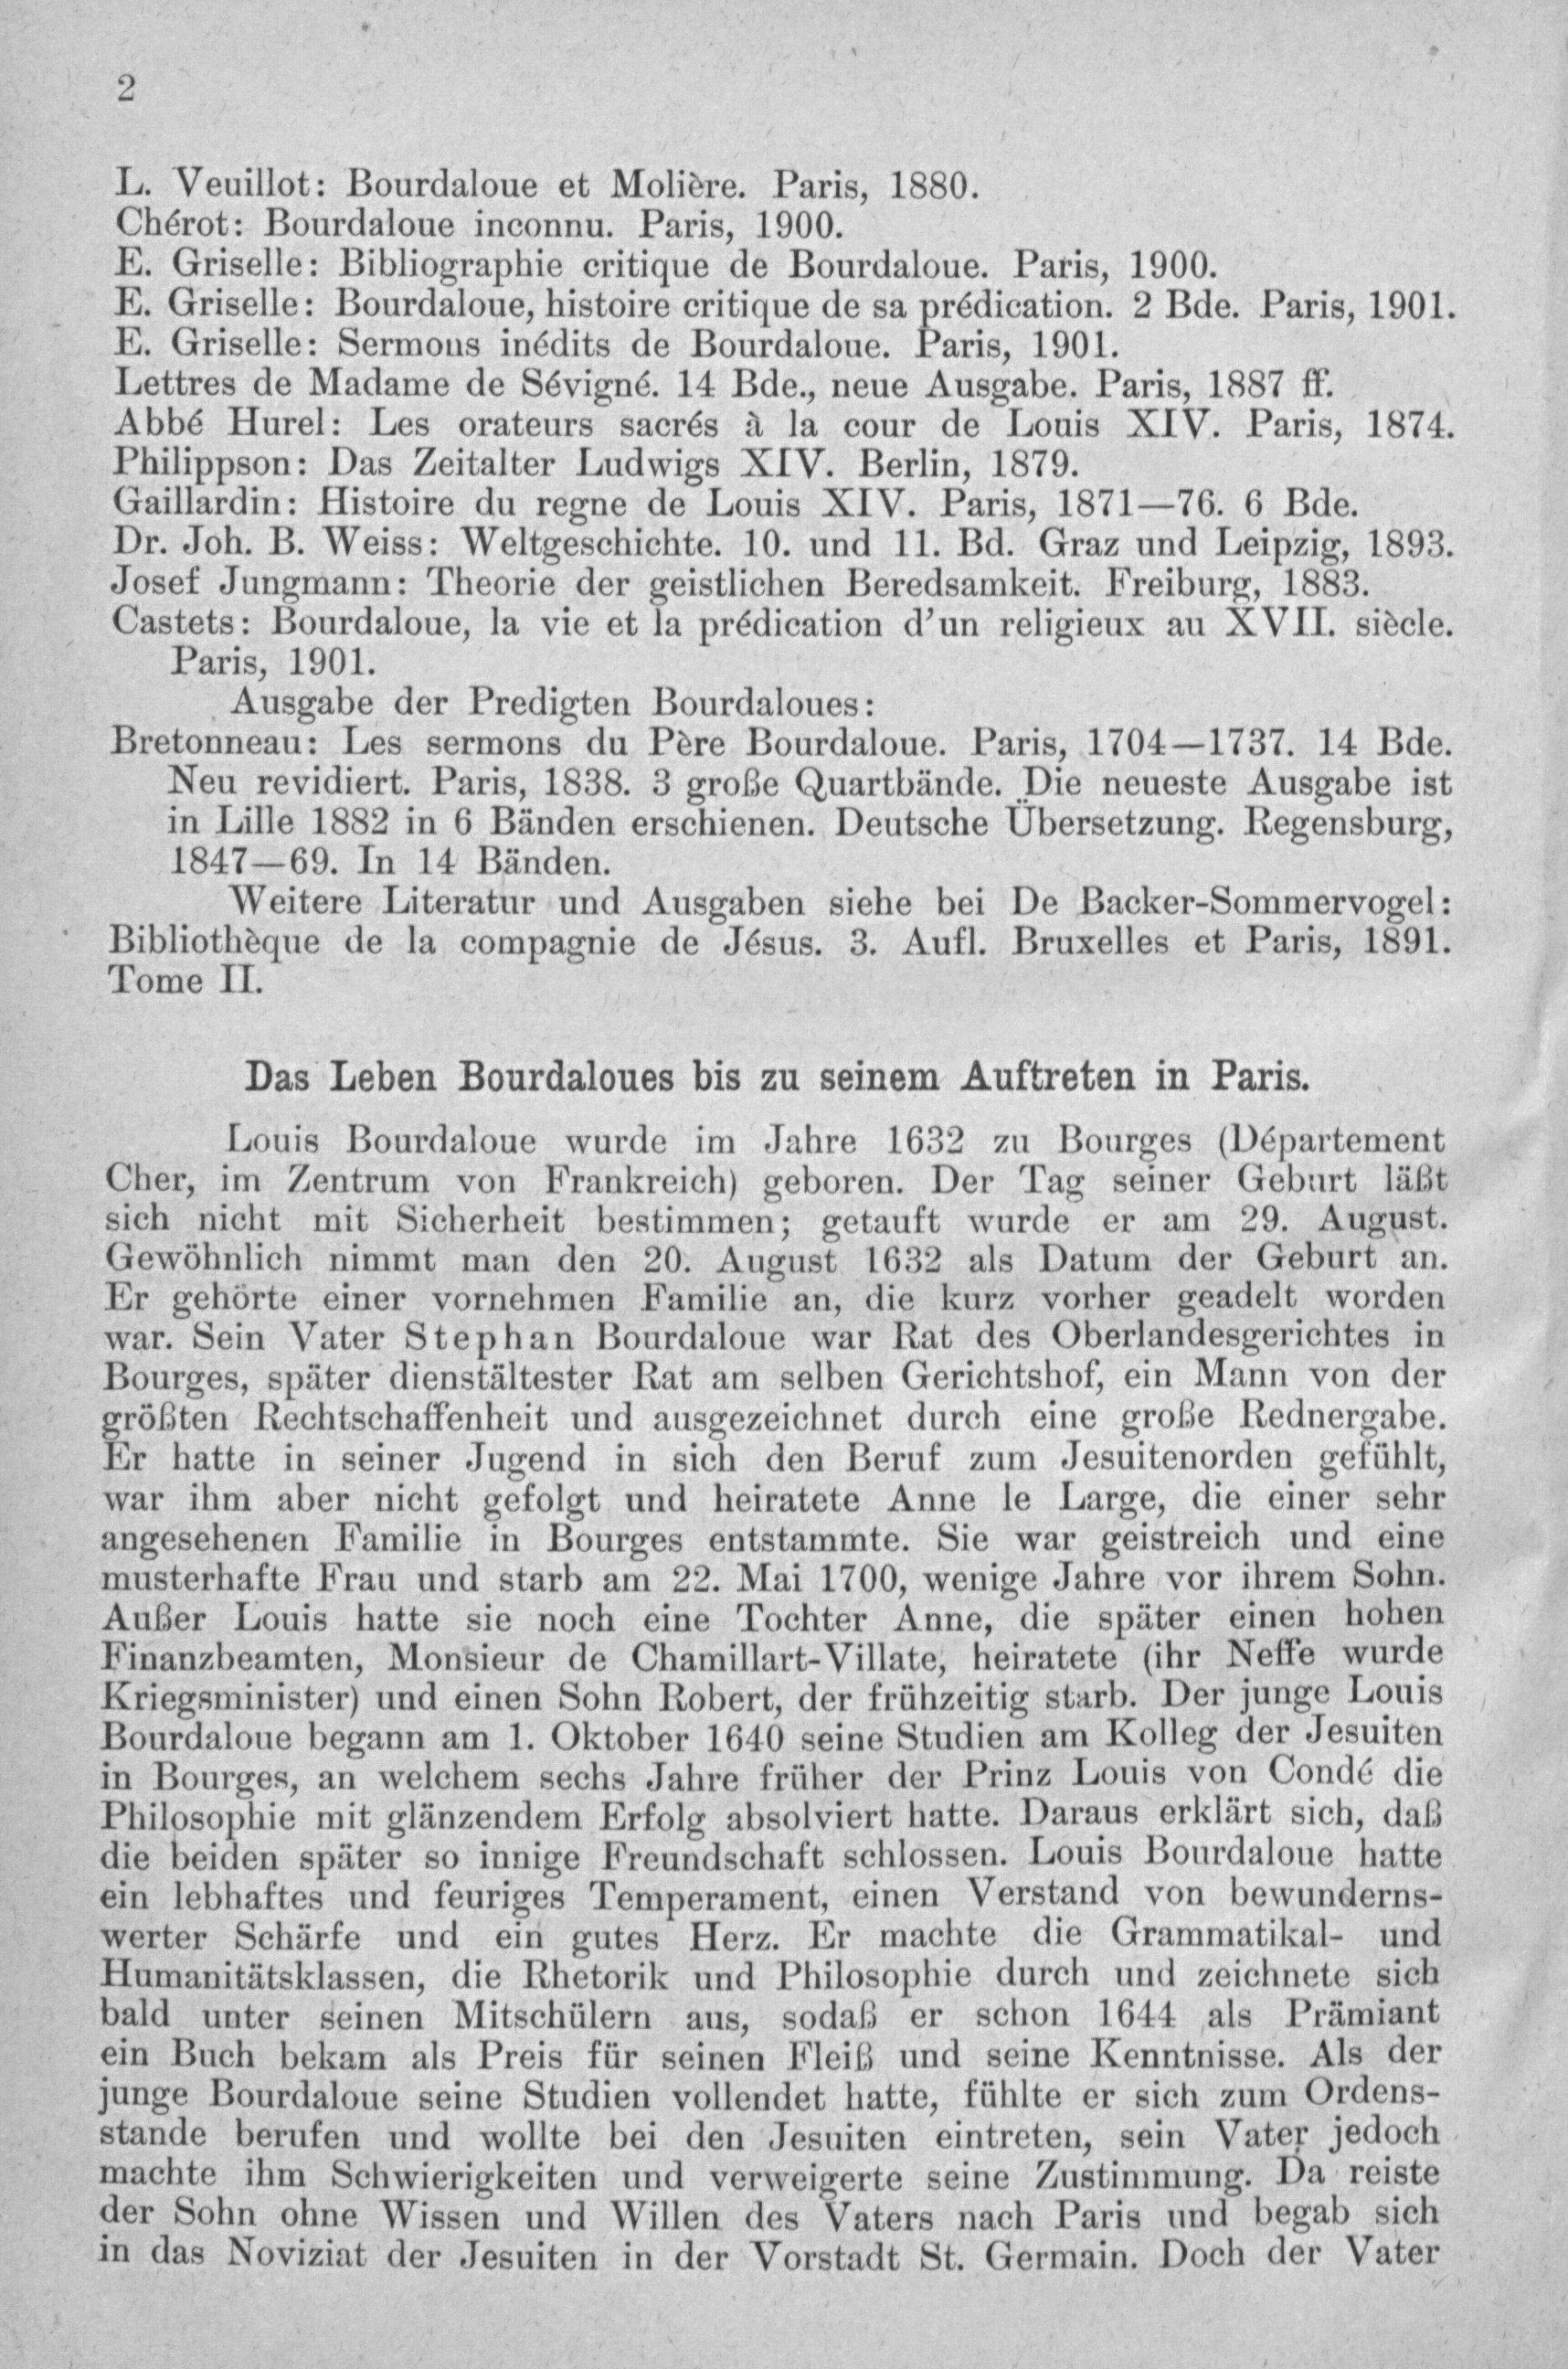 2
L. Veuillot: Bourdaloue et Molière. Paris, 1880.
Chérot: Bourdaloue inconnu. Paris, 1900.
E. Griselle: Bibliographie critique de Bourdaloue. Paris, 1900.
E. Griselle: Bourdaloue, histoire critique de sa prédication. 2 Bde. Paris, 1901.
E. Griselle: Sermons inédits de Bourdaloue. Paris, 1901.
Lettres de Madame de Sévigné. 14 Bde., neue Ausgabe. Paris, 1887 ff.
Abbé Hurel: Les orateurs sacrés à la cour de Louis XIV. Paris, 1874.
Philippson: Das Zeitalter Ludwigs XIV. Berlin, 1879.
Gaillardin: Histoire du regne de Louis XIV. Paris, 1871—76. 6 Bde.
Dr. Joh. B. Weiss: Weltgeschichte. 10. und 11. Bd. Graz und Leipzig, 1893.
Josef Jungmann: Theorie der geistlichen Beredsamkeit. Freiburg, 1883.
Castets: Bourdaloue, la vie et la prédication d'un religieux au XVII. siècle.
Paris, 1901.
Ausgabe der Predigten Bourdaloues:
Bretonneau: Les sermons du Père Bourdaloue. Paris, 1704—1737. 14 Bde.
Neu revidiert. Paris, 1838. 3 große Quartbände. Die neueste Ausgabe ist
in Lille 1882 in 6 Bänden erschienen. Deutsche Übersetzung. Regensburg,
1847—69. In 14 Bänden.
Weitere Literatur und Ausgaben siehe bei De Backer-Sommervogel:
Bibliothèque de la compagnie de Jésus. 3. Aufl. Bruxelles et Paris, 1891.
Tome II.
Das Leben Bourdaloues bis zu seinem Auftreten in Paris.
Louis Bourdaloue wurde im Jahre 1632 zu Bourges (Département
Cher, im Zentrum von Frankreich) geboren. Der Tag seiner Geburt läßt
sich nicht mit Sicherheit bestimmen; getauft wurde er am 29. August.
Gewöhnlich nimmt man den 20. August 1632 als Datum der Geburt an.
Er gehörte einer vornehmen Familie an, die kurz vorher geadelt worden
war. Sein Vater Stephan Bourdaloue war Rat des Oberlandesgerichtes in
Bourges, später dienstältester Rat am selben Gerichtshof, ein Mann von der
größten Rechtschaffenheit und ausgezeichnet durch eine große Rednergabe.
Er hatte in seiner Jugend in sich den Beruf zum Jesuitenorden gefühlt,
war ihm aber nicht gefolgt und heiratete Anne le Large, die einer sehr
angesehenen Familie in Bourges entstammte. Sie war geistreich und eine
musterhafte Frau und starb am 22. Mai 1700, wenige Jahre vor ihrem Sohn.
Außer Louis hatte sie noch eine Tochter Anne, die später einen hohen
Finanzbeamten, Monsieur de Chamillart-Villate, heiratete (ihr Neffe wurde
Kriegsminister) und einen Sohn Robert, der frühzeitig starb. Der junge Louis
Bourdaloue begann am 1. Oktober 1640 seine Studien am Kolleg der Jesuiten
in Bourges, an welchem sechs Jahre früher der Prinz Louis von Condé die
Philosophie mit glänzendem Erfolg absolviert hatte. Daraus erklärt sich, daß
die beiden später so innige Freundschaft schlossen. Louis Bourdaloue hatte
ein lebhaftes und feuriges Temperament, einen Verstand von bewunderns-
werter Schärfe und ein gutes Herz. Er machte die Grammatikal- und
Humanitätsklassen, die Rhetorik und Philosophie durch und zeichnete sich
bald unter seinen Mitschülern aus, sodaß er schon 1644 als Prämiant
ein Buch bekam als Preis für seinen Fleiß und seine Kenntnisse. Als der
junge Bourdaloue seine Studien vollendet hatte, fühlte er sich zum Ordens-
stande berufen und wollte bei den Jesuiten eintreten, sein Vater jedoch
machte ihm Schwierigkeiten und verweigerte seine Zustimmung. Da reiste
der Sohn ohne Wissen und Willen des Vaters nach Paris und begab sich
in das Noviziat der Jesuiten in der Vorstadt St. Germain. Doch der Vater